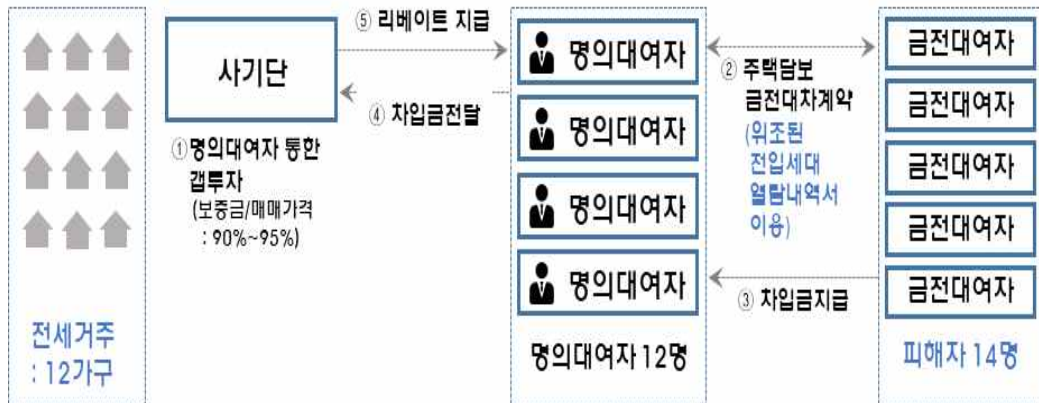 ⑤ 리베이트 지급
사기단
④ 차입금전달
① 명의대여자 통한
갭투자
(보증금/매매가격
: 90%~95%)
전세거주
: 12가구
명의대여자
명의대여자
명의대여자
명의대여자
명의대여자 12명
② 주택담보
금전대차계약
(위조된
전입세대
열람내역서
이용)
③ 차입금지급
금전대여자
금전대여자
금전대여자
금전대여자
금전대여자
피해자 14명